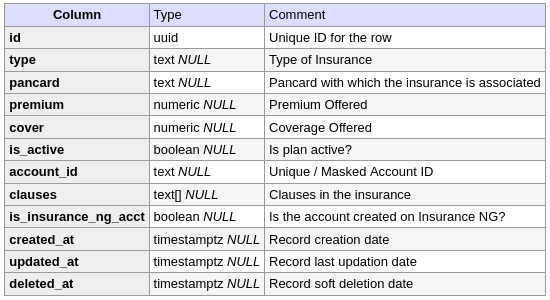 Column Type Comment
id uuid Unique ID for the row
type text NULL Type of Insurance
pancard text NULL Pancard with which the insurance is associated
premium numeric NULL Premium Offered
cover numeric NULL Coverage Offered
is_active boolean NULL Is plan active?
account_id text NULL Unique / Masked Account ID
clauses text[] NULL Clauses in the insurance
is_insurance_ng_acct boolean NULL Is the account created on Insurance NG?
created_at timestamptz NULL Record creation date
updated_at timestamptz NULL Record last updation date
deleted_at timestamptz NULL Record soft deletion date